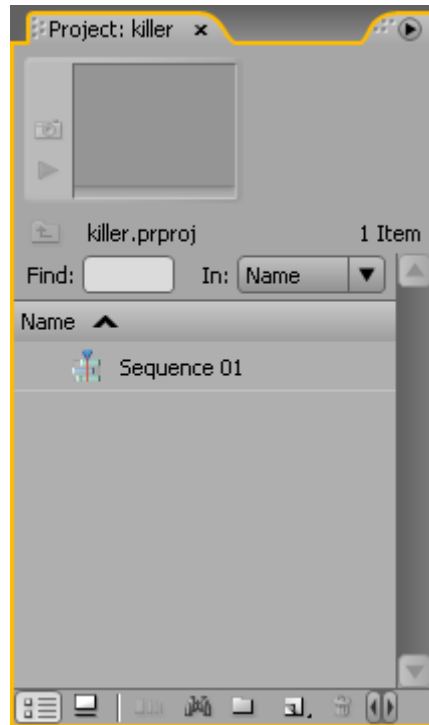 Project: killer
killer.prproj 1 Item
Find: In: Name
Name
Sequence 01